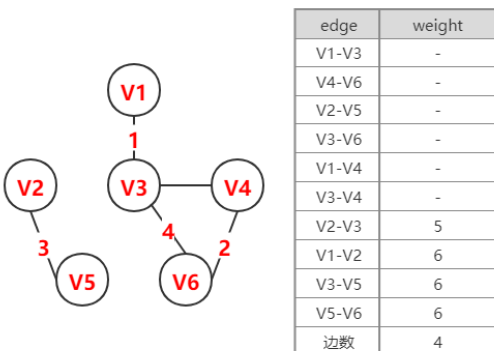 V1
1
V2
V3
V4
3
4
2
V5
V6
edge weight
V1-V3 -
V4-V6 -
V2-V5 -
V3-V6 -
V1-V4 -
V3-V4 -
V2-V3 5
V1-V2 6
V3-V5 6
V5-V6 6
边数 4